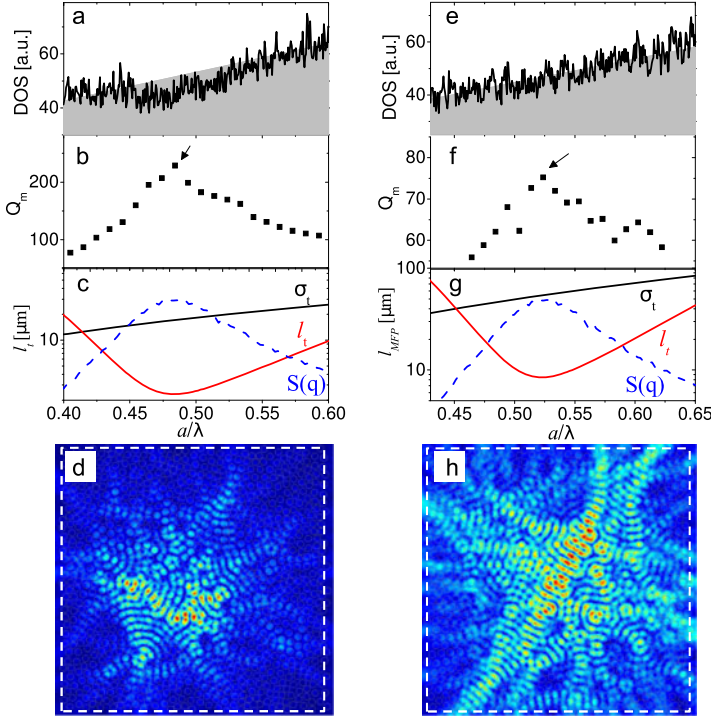 a
DOS [a.u.]
60
40
b
Q_m
200
100
c
l_t [μm]
10
σ_t
l_t
S(q)
0.40 0.45 0.50 0.55 0.60
a/λ
d
e
DOS [a.u.]
80
60
40
f
Q_m
80
70
60
100
g
l_MFP [μm]
10
σ_t
l_t
S(q)
0.45 0.50 0.55 0.60 0.65
a/λ
h